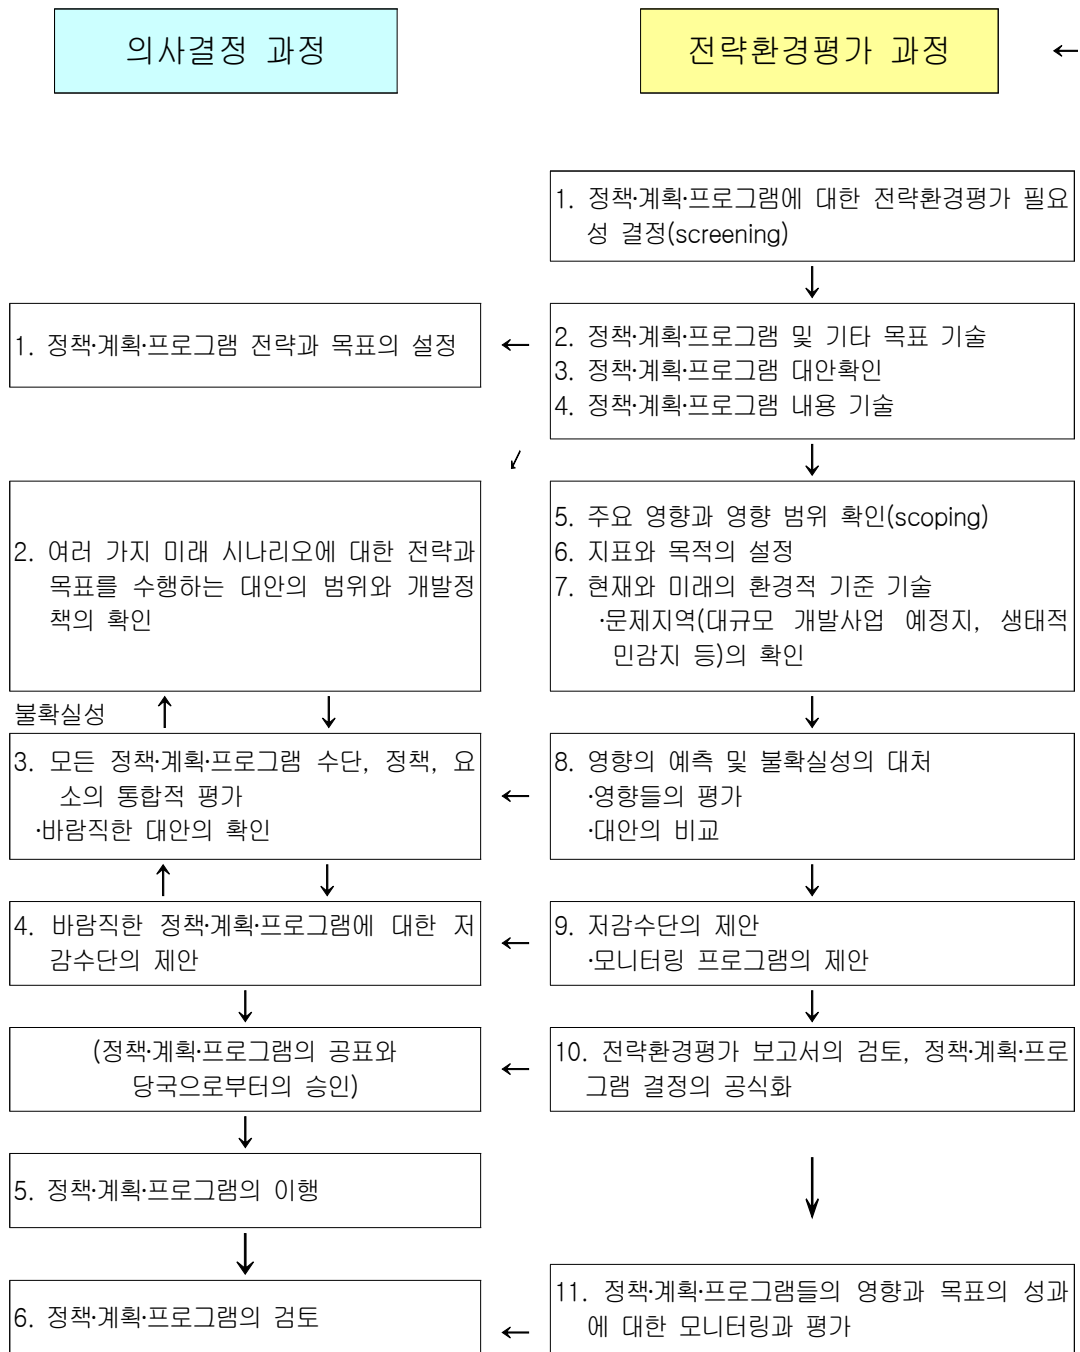 의사결정 과정
전략환경평가 과정
←
1. 정책·계획·프로그램에 대한 전략환경평가 필요
성 결정(screening)
↓
1. 정책·계획·프로그램 전략과 목표의 설정
←
2. 정책·계획·프로그램 및 기타 목표 기술
3. 정책·계획·프로그램 대안확인
4. 정책·계획·프로그램 내용 기술
↙
↓
2. 여러 가지 미래 시나리오에 대한 전략과
목표를 수행하는 대안의 범위와 개발정
책의 확인
5. 주요 영향과 영향 범위 확인(scoping)
6. 지표와 목적의 설정
7. 현재와 미래의 환경적 기준 기술
·문제지역(대규모 개발사업 예정지, 생태적
민감지 등)의 확인
불확실성 ↑ ↓
↓
3. 모든 정책·계획·프로그램 수단, 정책, 요
소의 통합적 평가
·바람직한 대안의 확인
←
8. 영향의 예측 및 불확실성의 대처
·영향들의 평가
·대안의 비교
↑ ↓
↓
4. 바람직한 정책·계획·프로그램에 대한 저
감수단의 제안
←
9. 저감수단의 제안
·모니터링 프로그램의 제안
↓
↓
(정책·계획·프로그램의 공표와
당국으로부터의 승인)
←
10. 전략환경평가 보고서의 검토, 정책·계획·프로
그램 결정의 공식화
↓
↓
5. 정책·계획·프로그램의 이행
↓
6. 정책·계획·프로그램의 검토
←
11. 정책·계획·프로그램들의 영향과 목표의 성과
에 대한 모니터링과 평가